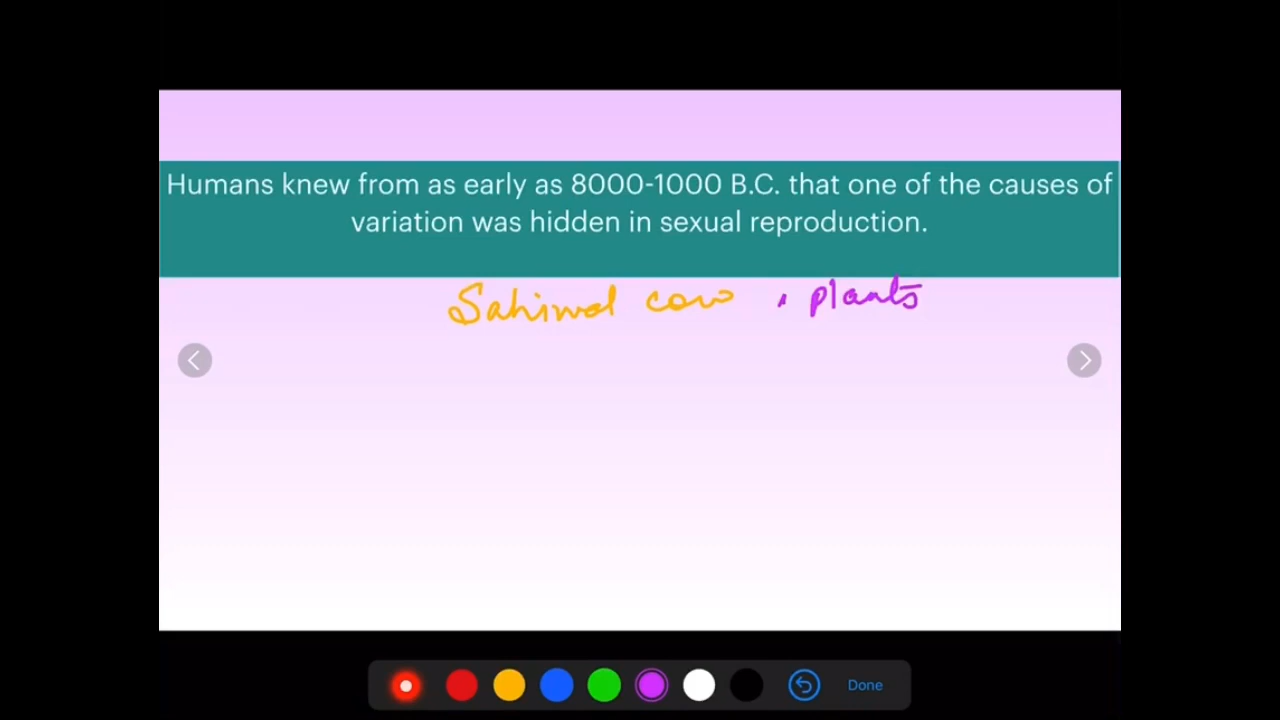 Humans knew from as early as 8000-1000 B.C. that one of the causes of
variation was hidden in sexual reproduction.
Sahiwal cow , plants
Done